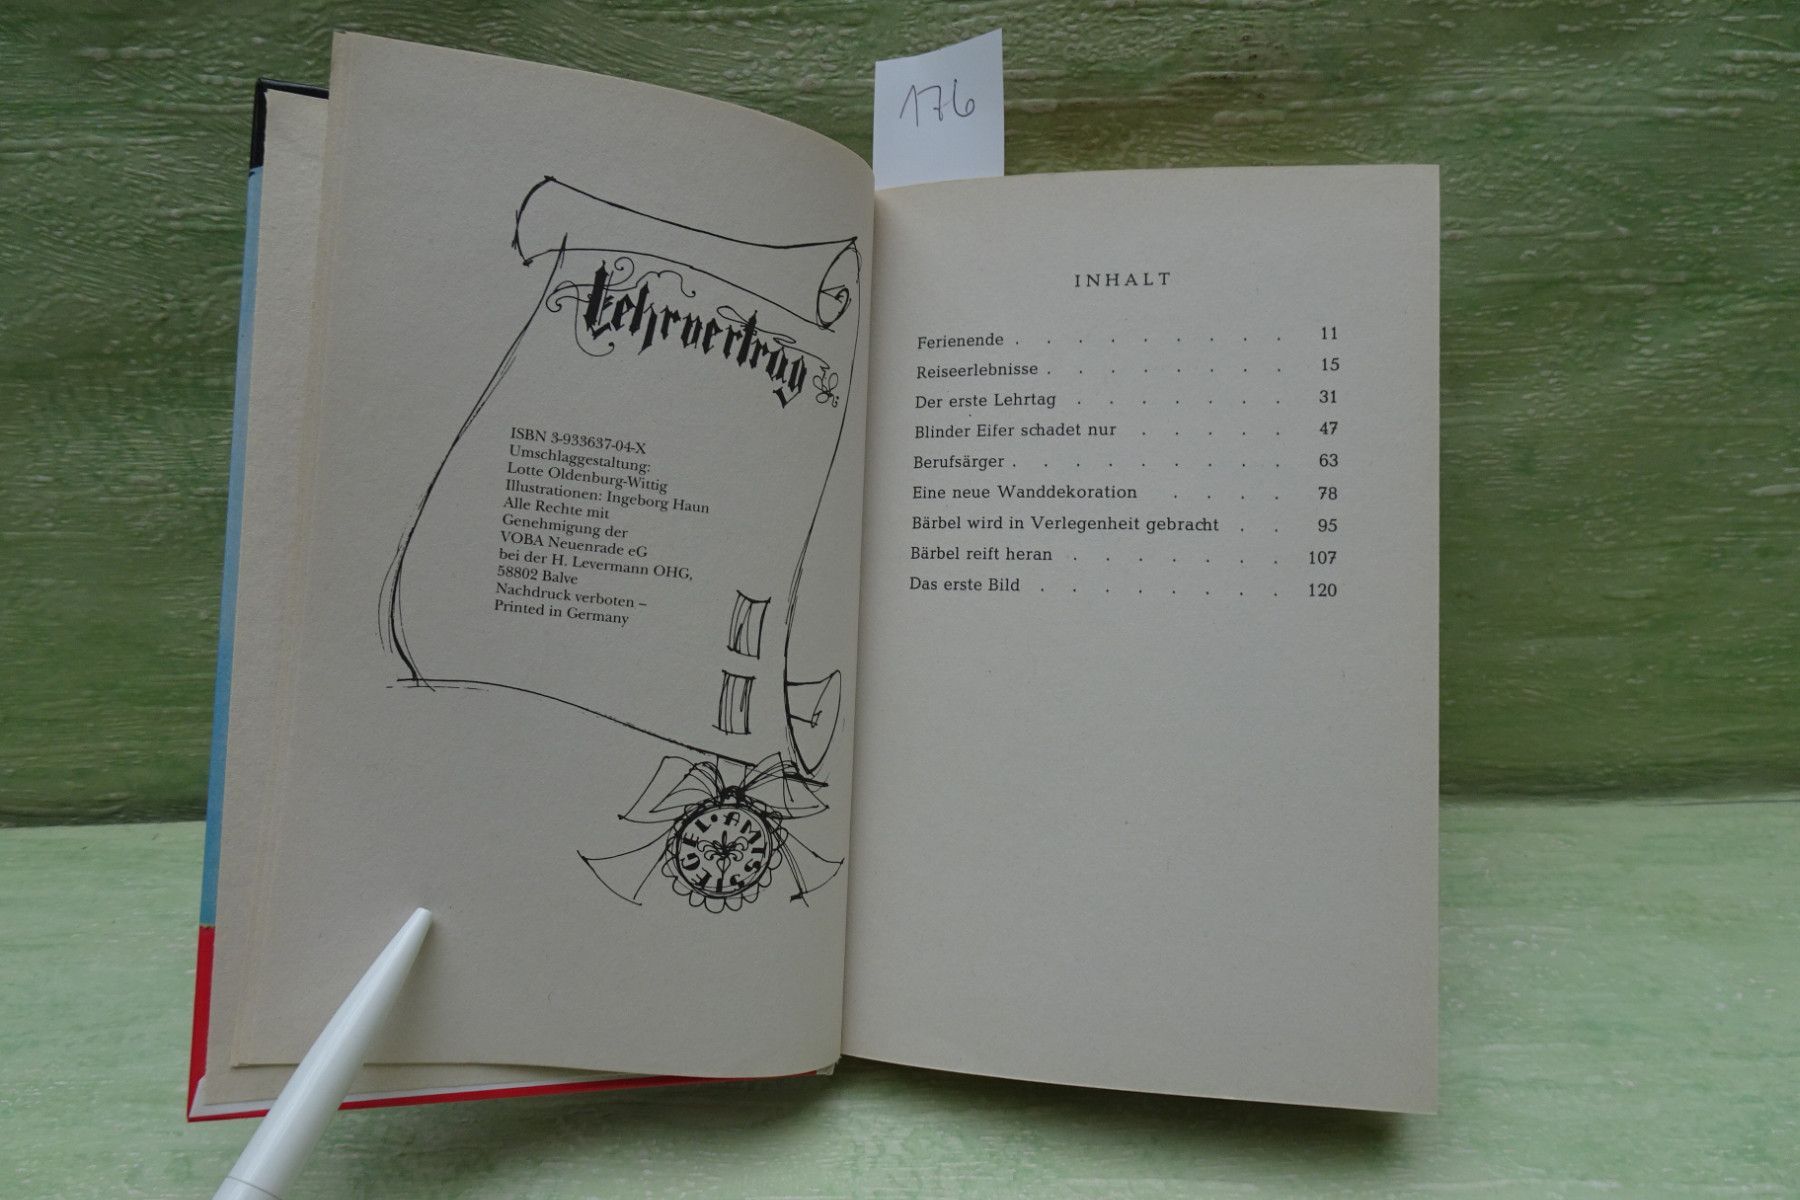 176
Lehrvertrag
ISBN 3-933637-04-X
Umschlaggestaltung:
Lotte Oldenburg-Wittig
Illustrationen: Ingeborg Haun
Alle Rechte mit
Genehmigung der
VOBA Neuenrade eG
bei der H. Levermann OHG,
58802 Balve
Nachdruck verboten –
Printed in Germany
AMTSSIEGEL
INHALT
Ferienende . . . . . . . . . 11
Reiseerlebnisse . . . . . . . 15
Der erste Lehrtag . . . . . . 31
Blinder Eifer schadet nur . . . . . 47
Berufsärger . . . . . . . . . 63
Eine neue Wanddekoration . . . . 78
Bärbel wird in Verlegenheit gebracht . . 95
Bärbel reift heran . . . . . . . 107
Das erste Bild . . . . . . . . 120